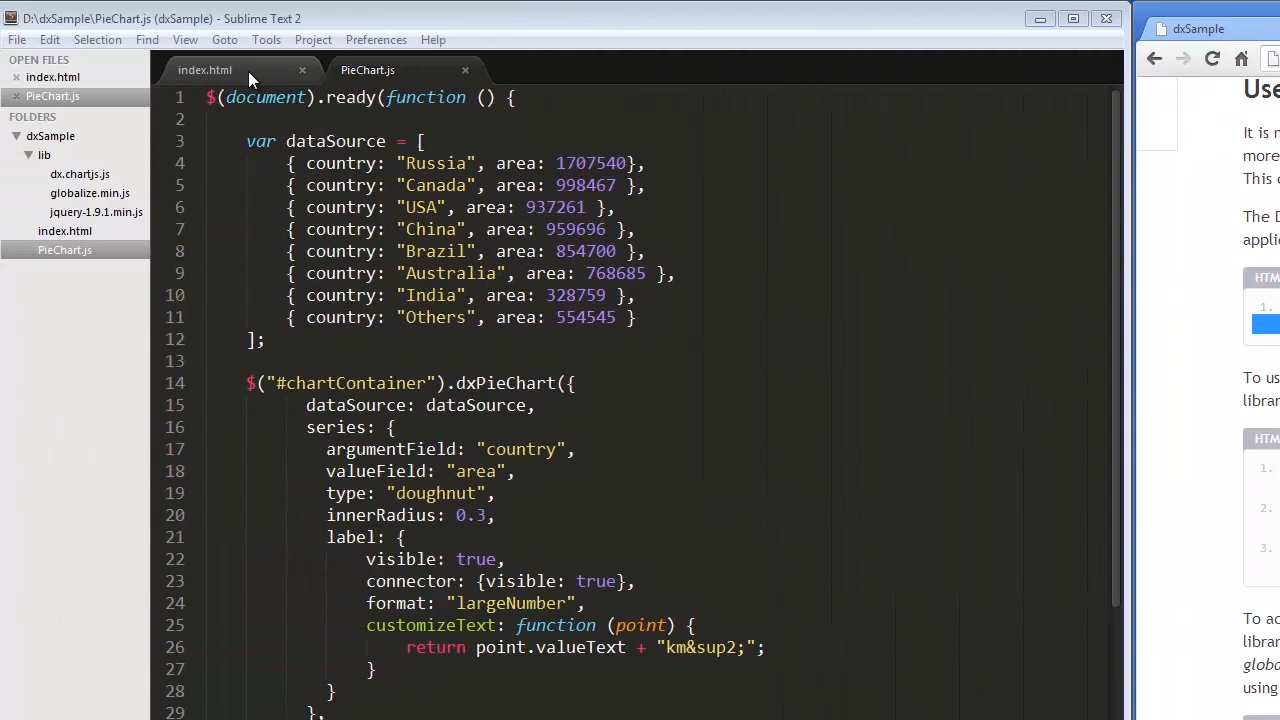 D:\dxSample\PieChart.js (dxSample) - Sublime Text 2
File Edit Selection Find View Goto Tools Project Preferences Help
OPEN FILES
index.html
PieChart.js
FOLDERS
dxSample
lib
dx.chartjs.js
globalize.min.js
jquery-1.9.1.min.js
index.html
PieChart.js
index.html
PieChart.js
1 $(document).ready(function () {
2
3 var dataSource = [
4 { country: "Russia", area: 1707540},
5 { country: "Canada", area: 998467 },
6 { country: "USA", area: 937261 },
7 { country: "China", area: 959696 },
8 { country: "Brazil", area: 854700 },
9 { country: "Australia", area: 768685 },
10 { country: "India", area: 328759 },
11 { country: "Others", area: 554545 }
12 ];
13
14 $("#chartContainer").dxPieChart({
15 dataSource: dataSource,
16 series: {
17 argumentField: "country",
18 valueField: "area",
19 type: "doughnut",
20 innerRadius: 0.3,
21 label: {
22 visible: true,
23 connector: {visible: true},
24 format: "largeNumber",
25 customizeText: function (point) {
26 return point.valueText + "km&sup2;";
27 }
28 }
29 },
dxSample
Use
It is
more
This
The
HTM
1.
To us
HTM
1.
2.
3.
To
using